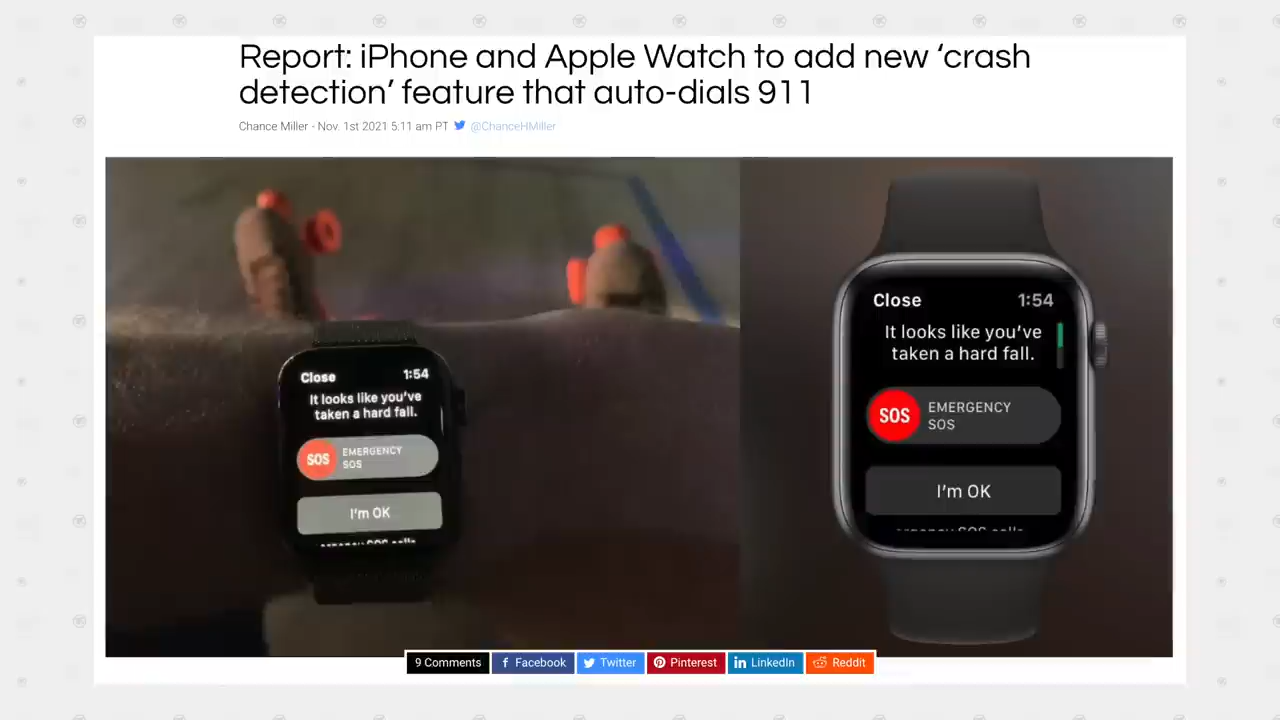 Report: iPhone and Apple Watch to add new ‘crash
detection’ feature that auto-dials 911
Chance Miller - Nov. 1st 2021 5:11 am PT @ChanceHMiller
Close 1:54
It looks like you’ve
taken a hard fall.
SOS EMERGENCY
SOS
I’m OK
Close 1:54
It looks like you’ve
taken a hard fall.
SOS EMERGENCY
SOS
I’m OK
9 Comments Facebook Twitter Pinterest LinkedIn Reddit